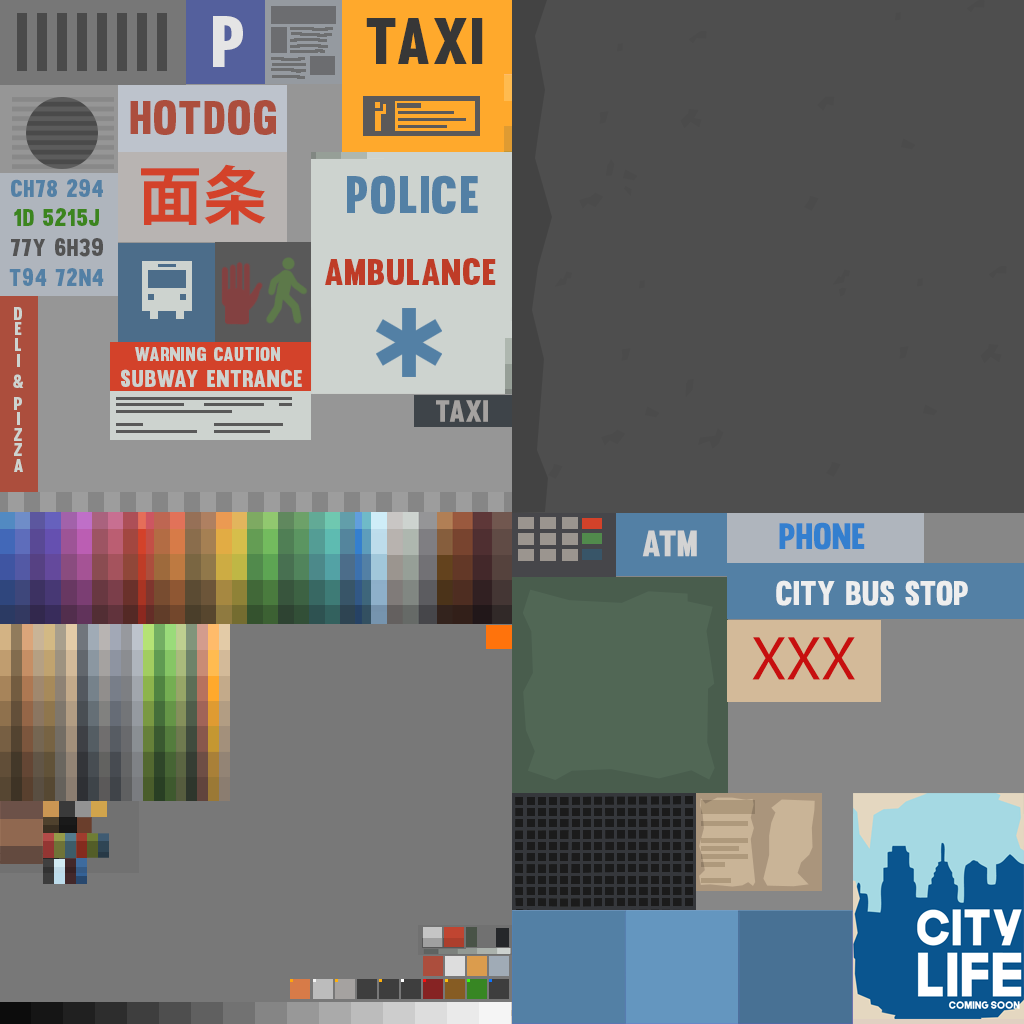 P
TAXI
HOTDOG
面条
CH78 294
1D 5215J
77Y 6H39
T94 72N4
POLICE
AMBULANCE
DELI & PIZZA
WARNING CAUTION
SUBWAY ENTRANCE
TAXI
ATM
PHONE
CITY BUS STOP
XXX
CITY
LIFE
COMING SOON